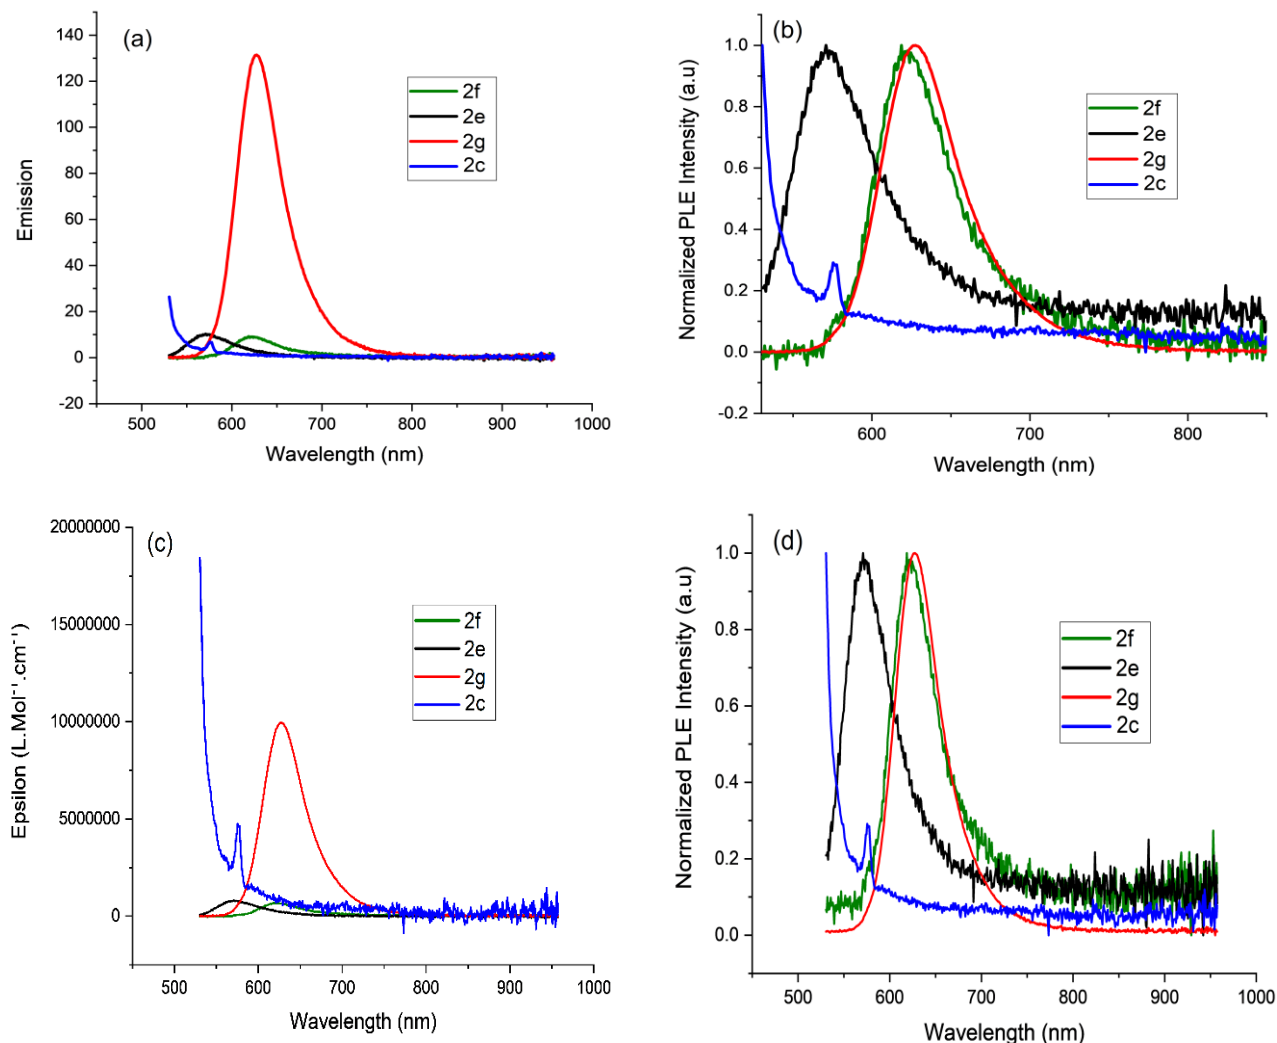 (a)
140
120
100
80
60
40
20
0
-20
Emission
2f
2e
2g
2c
500 600 700 800 900 1000
Wavelength (nm)
(b)
1.0
0.8
0.6
0.4
0.2
0.0
-0.2
Normalized PLE Intensity (a.u)
2f
2e
2g
2c
600 700 800
Wavelength (nm)
(c)
20000000
15000000
10000000
5000000
0
Epsilon (L.Mol⁻¹.cm⁻¹)
2f
2e
2g
2c
500 600 700 800 900 1000
Wavelength (nm)
(d)
1.0
0.8
0.6
0.4
0.2
0.0
Normalized PLE Intensity (a.u)
2f
2e
2g
2c
500 600 700 800 900 1000
Wavelength (nm)